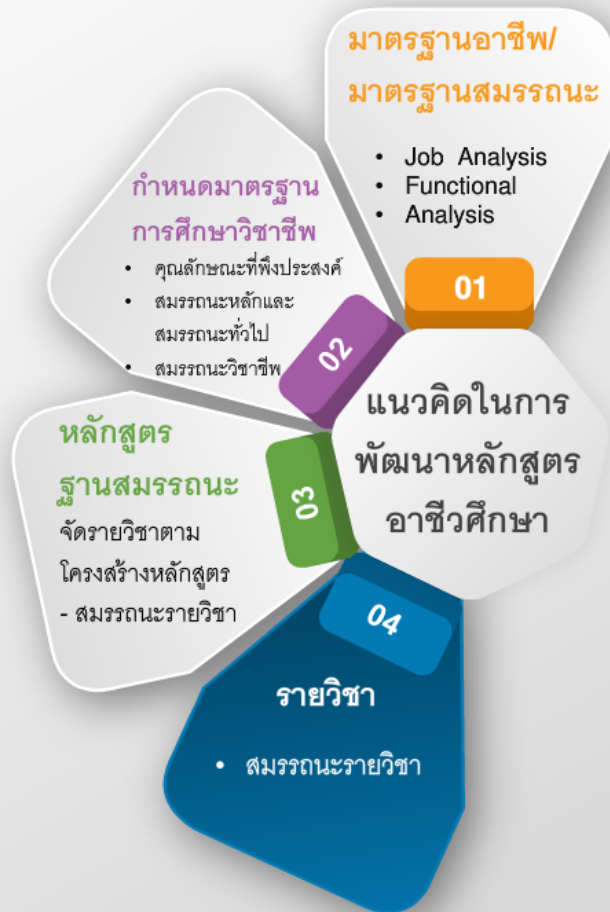 มาตรฐานอาชีพ/
มาตรฐานสมรรถนะ
• Job Analysis
• Functional
• Analysis
01
กำหนดมาตรฐาน
การศึกษาวิชาชีพ
• คุณลักษณะที่พึงประสงค์
• สมรรถนะหลักและ
สมรรถนะทั่วไป
• สมรรถนะวิชาชีพ
02
แนวคิดในการ
พัฒนาหลักสูตร
อาชีวศึกษา
หลักสูตร
ฐานสมรรถนะ
จัดรายวิชาตาม
โครงสร้างหลักสูตร
- สมรรถนะรายวิชา
03
04
รายวิชา
• สมรรถนะรายวิชา